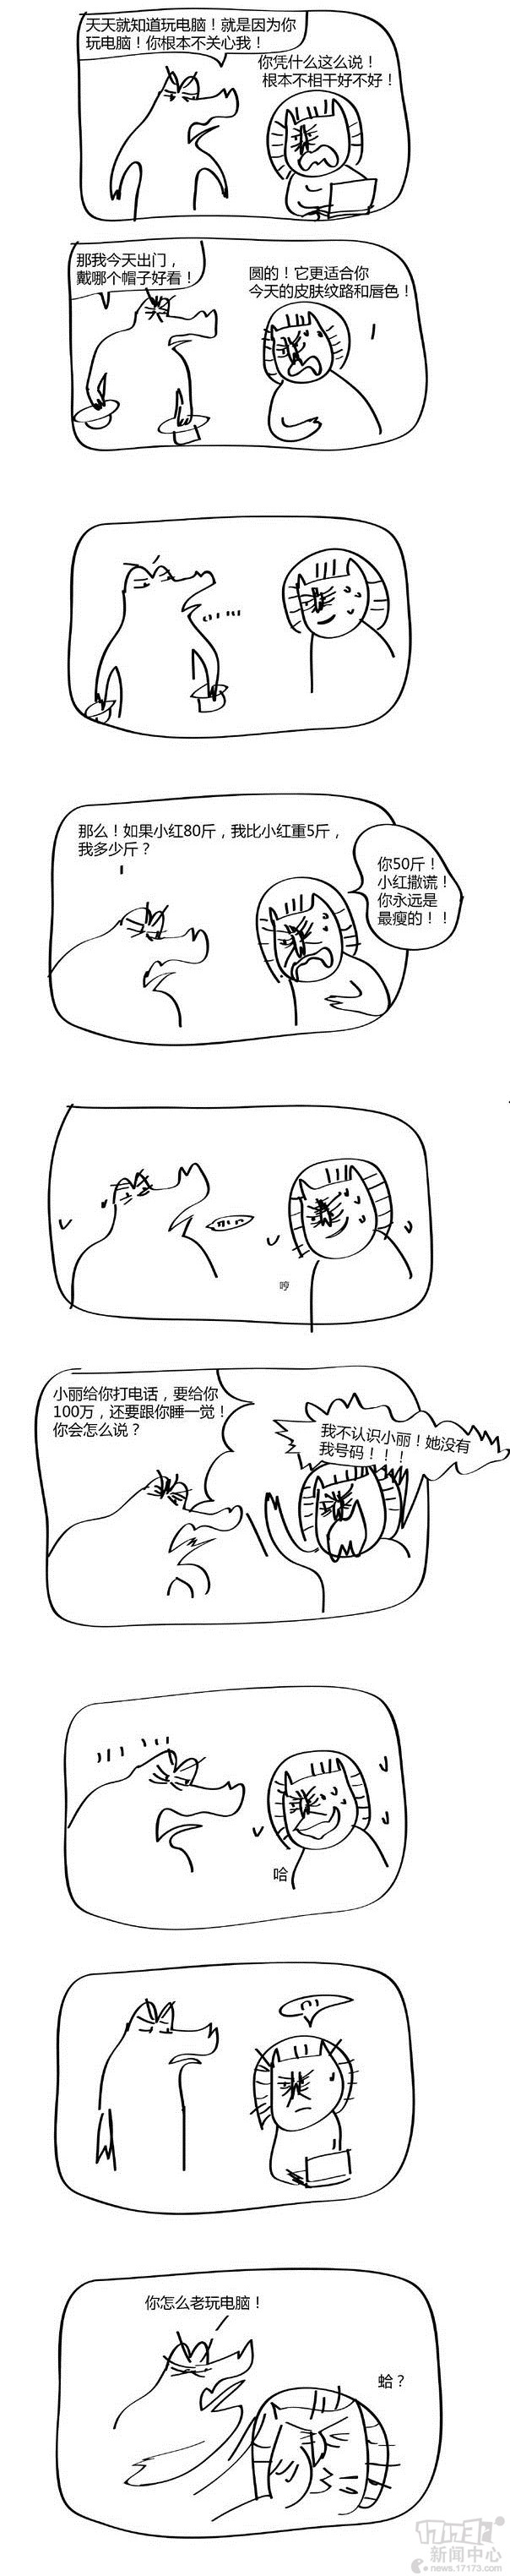 天天就知道玩电脑！就是因为你
玩电脑！你根本不关心我！
你凭什么这么说！
根本不相干好不好！
那我今天出门，
戴哪个帽子好看！
圆的！它更适合你
今天的皮肤纹路和唇色！
那么！如果小红80斤，我比小红重5斤，
我多少斤？
你50斤！
小红撒谎！
你永远是
最瘦的！！
哼
小丽给你打电话，要给你
100万，还要跟你睡一觉！
你会怎么说？
我不认识小丽！她没有
我号码！！！
哈
你怎么老玩电脑！
蛤？
17173
新闻中心
news.17173.com